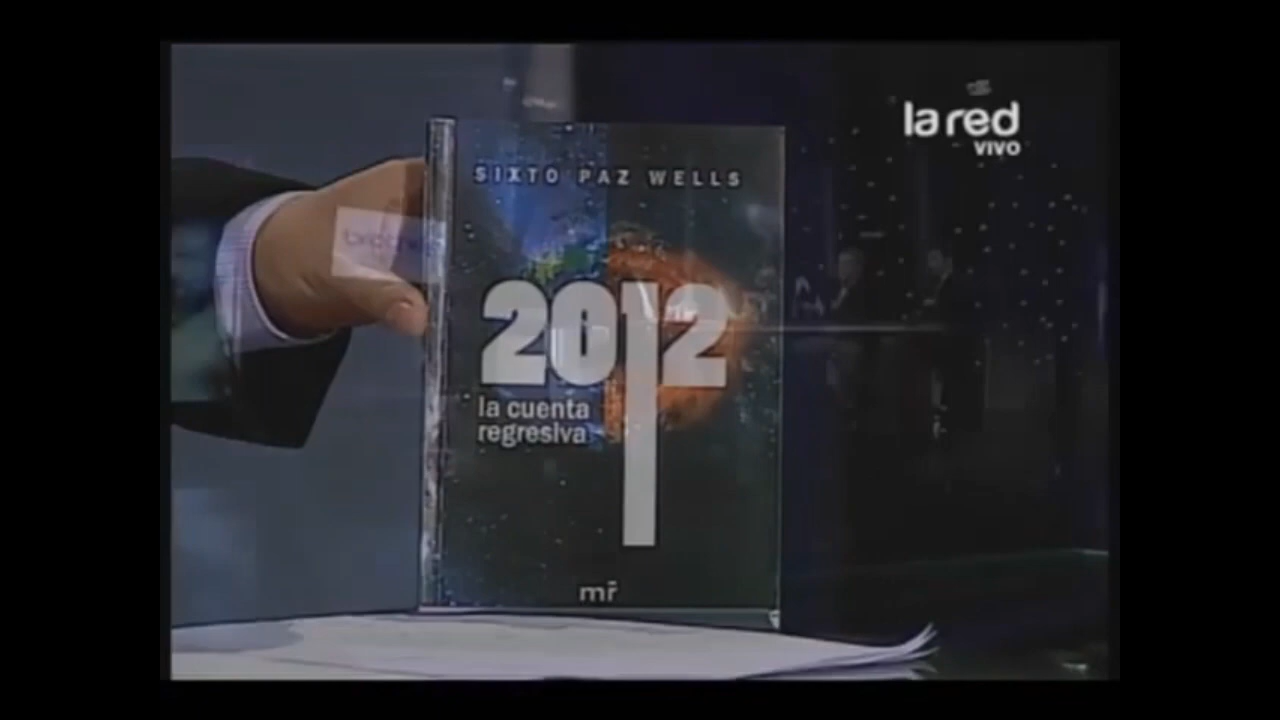 la red
VIVO
SIXTO PAZ WELLS
2012
la cuenta
regresiva
mr